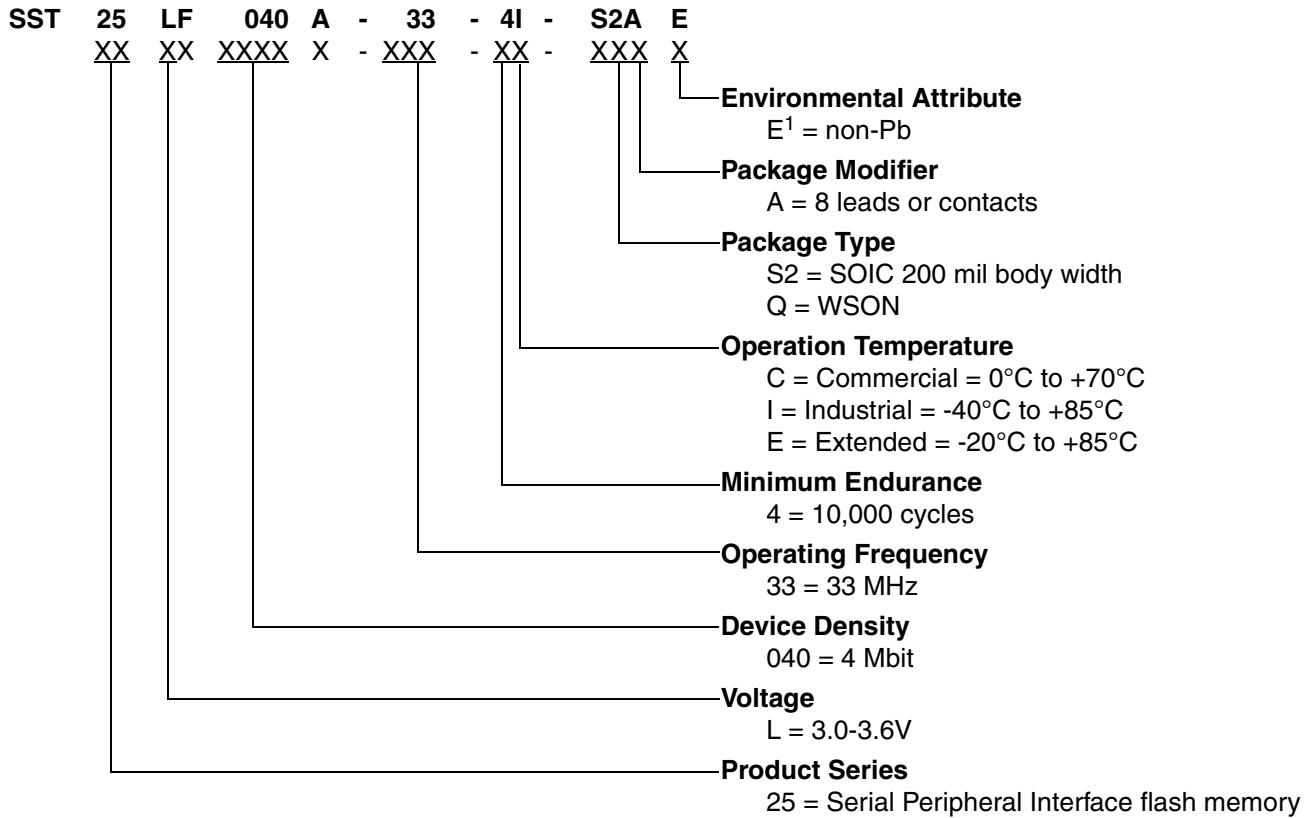 SST 25 LF 040 A - 33 - 4I - S2A E
XX XX XXXX X - XXX - XX - XXX X
Environmental Attribute
E1 = non-Pb
Package Modifier
A = 8 leads or contacts
Package Type
S2 = SOIC 200 mil body width
Q = WSON
Operation Temperature
C = Commercial = 0°C to +70°C
I = Industrial = -40°C to +85°C
E = Extended = -20°C to +85°C
Minimum Endurance
4 = 10,000 cycles
Operating Frequency
33 = 33 MHz
Device Density
040 = 4 Mbit
Voltage
L = 3.0-3.6V
Product Series
25 = Serial Peripheral Interface flash memory